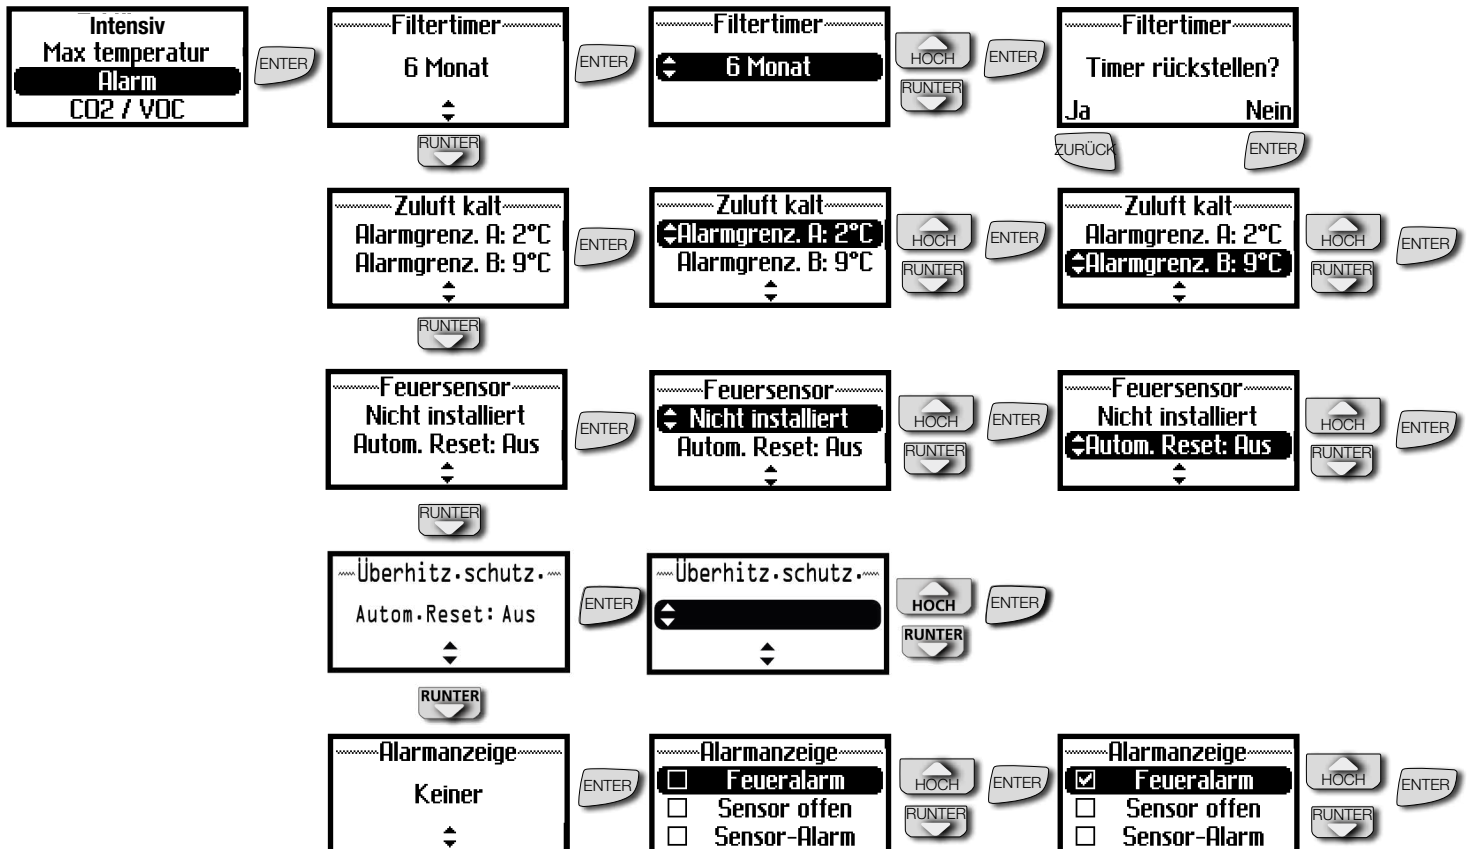 Intensiv
Max temperatur
Alarm
CO2 / VOC
ENTER
Filtertimer
6 Monat
RUNTER
ENTER
Filtertimer
6 Monat
HOCH
RUNTER
ENTER
Filtertimer
Timer rückstellen?
Ja Nein
ZURÜCK
ENTER
Zuluft kalt
Alarmgrenz. A: 2°C
Alarmgrenz. B: 9°C
RUNTER
ENTER
Zuluft kalt
Alarmgrenz. A: 2°C
Alarmgrenz. B: 9°C
HOCH
RUNTER
ENTER
Zuluft kalt
Alarmgrenz. A: 2°C
Alarmgrenz. B: 9°C
HOCH
RUNTER
ENTER
Feuersensor
Nicht installiert
Autom. Reset: Aus
RUNTER
ENTER
Feuersensor
Nicht installiert
Autom. Reset: Aus
HOCH
RUNTER
ENTER
Feuersensor
Nicht installiert
Autom. Reset: Aus
HOCH
RUNTER
ENTER
Überhitz.schutz.
Autom.Reset: Aus
RUNTER
ENTER
Überhitz.schutz.
HOCH
RUNTER
ENTER
Alarmanzeige
Keiner
ENTER
Alarmanzeige
Feueralarm
Sensor offen
Sensor-Alarm
HOCH
RUNTER
ENTER
Alarmanzeige
Feueralarm
Sensor offen
Sensor-Alarm
HOCH
RUNTER
ENTER